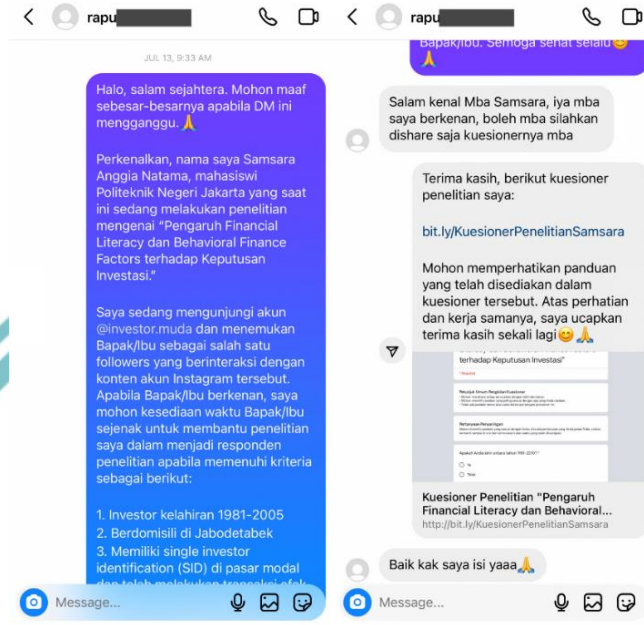 rapu
JUL 13, 9:33 AM
Halo, salam sejahtera. Mohon maaf
sebesar-besarnya apabila DM ini
mengganggu.🙏
Perkenalkan, nama saya Samsara
Anggia Natama, mahasiswi
Politeknik Negeri Jakarta yang saat
ini sedang melakukan penelitian
mengenai “Pengaruh Financial
Literacy dan Behavioral Finance
Factors terhadap Keputusan
Investasi.”
Saya sedang mengunjungi akun
@investor.muda dan menemukan
Bapak/Ibu sebagai salah satu
followers yang berinteraksi dengan
konten akun Instagram tersebut.
Apabila Bapak/Ibu berkenan, saya
mohon kesediaan waktu Bapak/Ibu
sejenak untuk membantu penelitian
saya dalam menjadi responden
penelitian apabila memenuhi kriteria
sebagai berikut:
1. Investor kelahiran 1981-2005
2. Berdomisili di Jabodetabek
3. Memiliki single investor
identification (SID) di pasar modal
dan telah melakukan transaksi efek
Message...
rapu
Bapak/Ibu. Semoga sehat selalu😊
🙏
Salam kenal Mba Samsara, iya mba
saya berkenan, boleh mba silahkan
dishare saja kuesionernya mba
Terima kasih, berikut kuesioner
penelitian saya:
bit.ly/KuesionerPenelitianSamsara
Mohon memperhatikan panduan
yang telah disediakan dalam
kuesioner tersebut. Atas perhatian
dan kerja samanya, saya ucapkan
terima kasih sekali lagi😊🙏
terhadap Keputusan Investasi"
Kuesioner Penelitian "Pengaruh
Financial Literacy dan Behavioral...
http://bit.ly/KuesionerPenelitianSamsara
Baik kak saya isi yaaa🙏
Message...